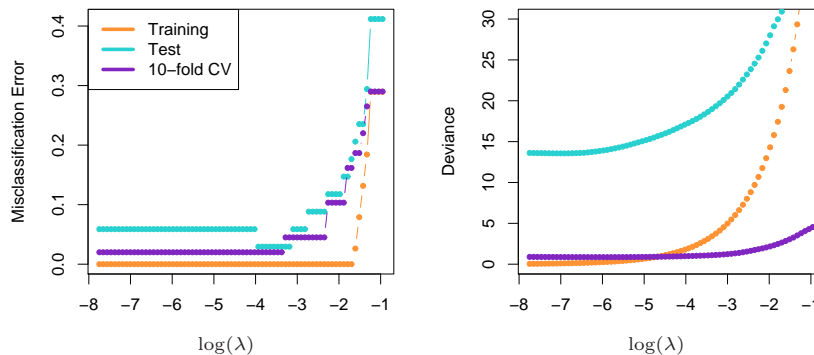 Misclassification Error
0.0 0.1 0.2 0.3 0.4
Training
Test
10−fold CV
−8 −7 −6 −5 −4 −3 −2 −1
log(λ)
Deviance
0 5 10 15 20 25 30
−8 −7 −6 −5 −4 −3 −2 −1
log(λ)